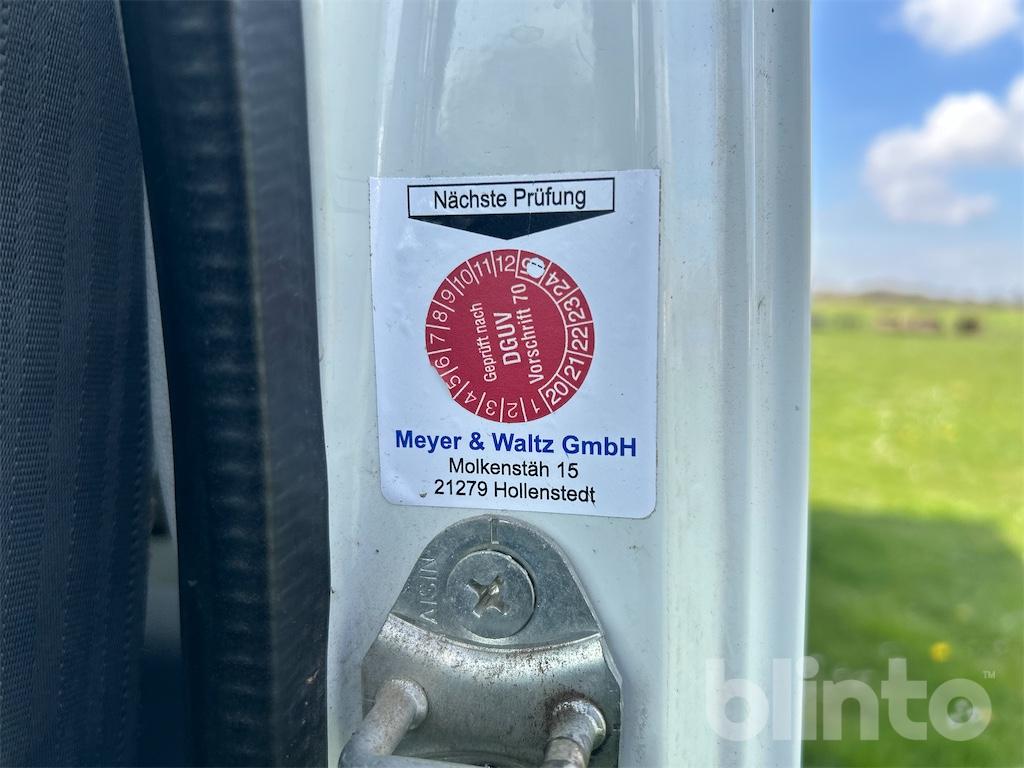 Nächste Prüfung
1 2 3 4 5 6 7 8 9 10 11 12
20 21 22 23 24
Geprüft nach
DGUV
Vorschrift 70
Meyer & Waltz GmbH
Molkenstäh 15
21279 Hollenstedt
AISIN
blinto™